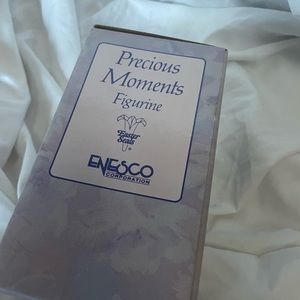 Precious
Moments
Figurine
Easter
Seals
ENESCO
CORPORATION